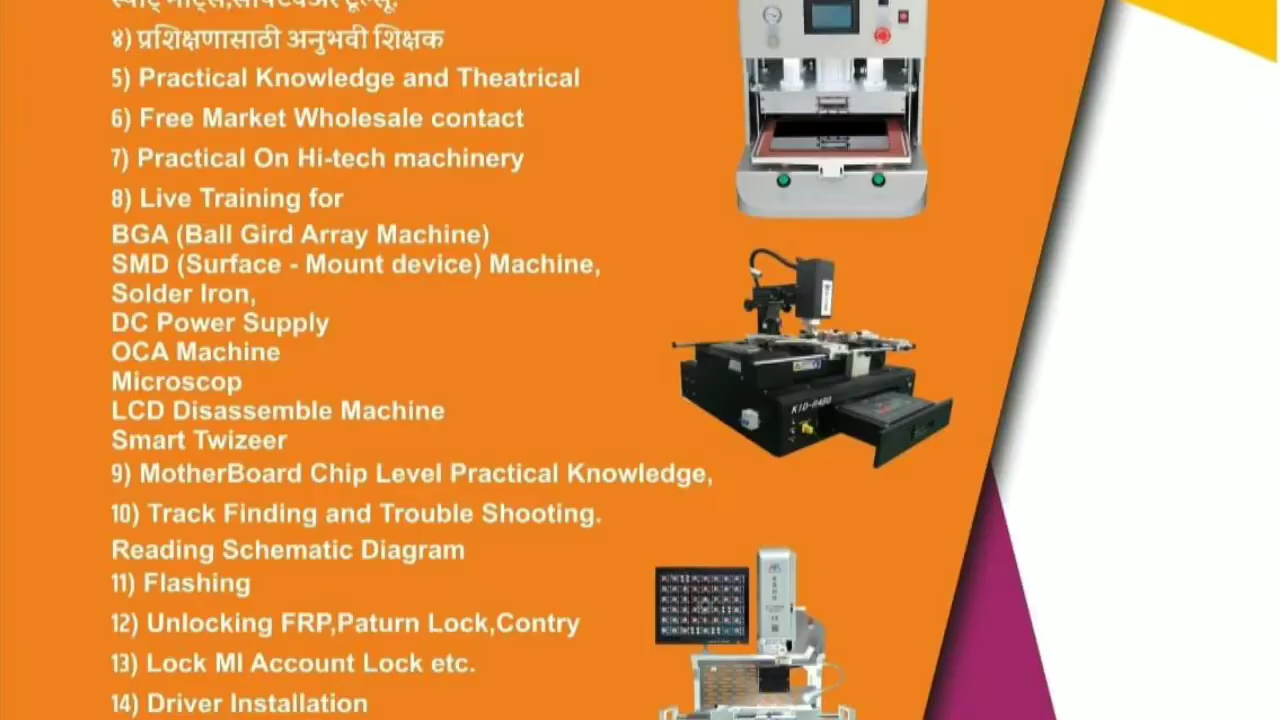 ४) प्रशिक्षणासाठी अनुभवी शिक्षक
5) Practical Knowledge and Theatrical
6) Free Market Wholesale contact
7) Practical On Hi-tech machinery
8) Live Training for
BGA (Ball Gird Array Machine)
SMD (Surface - Mount device) Machine,
Solder Iron,
DC Power Supply
OCA Machine
Microscop
LCD Disassemble Machine
Smart Twizeer
KID-R490
9) MotherBoard Chip Level Practical Knowledge,
10) Track Finding and Trouble Shooting.
Reading Schematic Diagram
11) Flashing
12) Unlocking FRP,Paturn Lock,Contry
13) Lock MI Account Lock etc.
14) Driver Installation